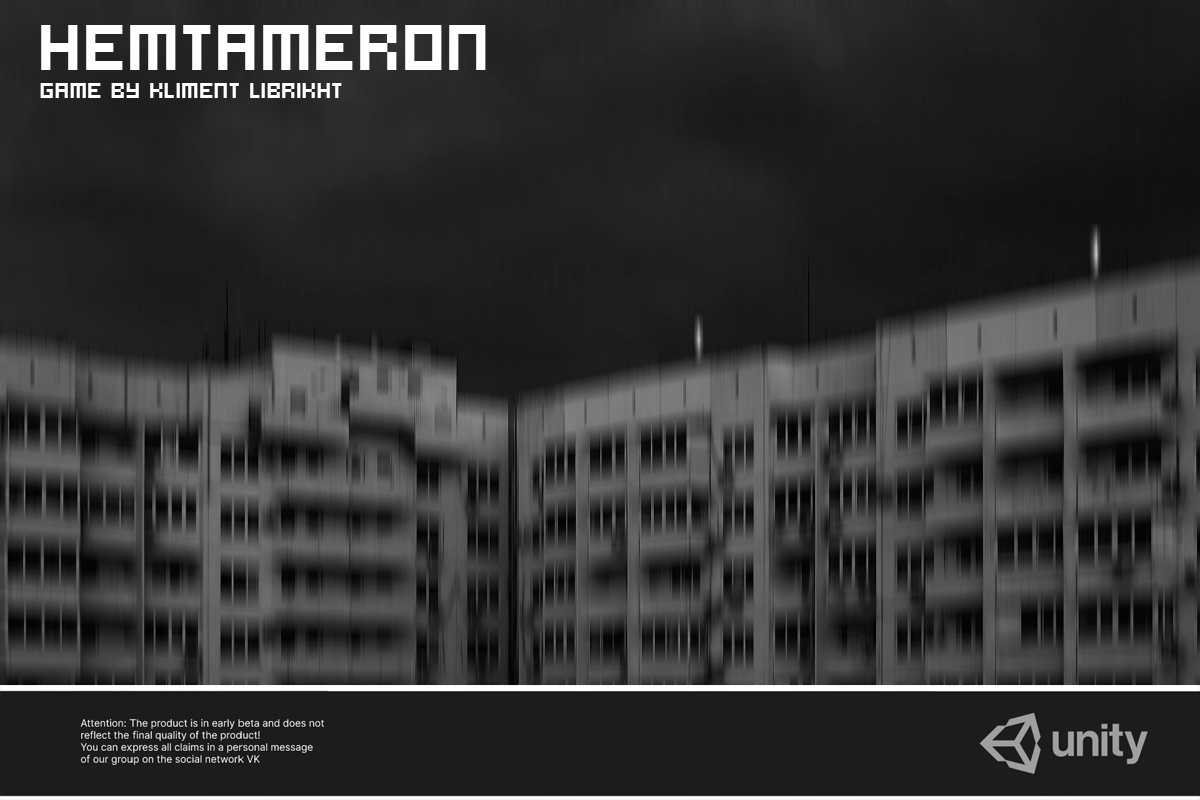 HEMTAMERON
GAME BY KLIMENT LIBRIKHT
Attention: The product is in early beta and does not
reflect the final quality of the product!
You can express all claims in a personal message
of our group on the social network VK
unity